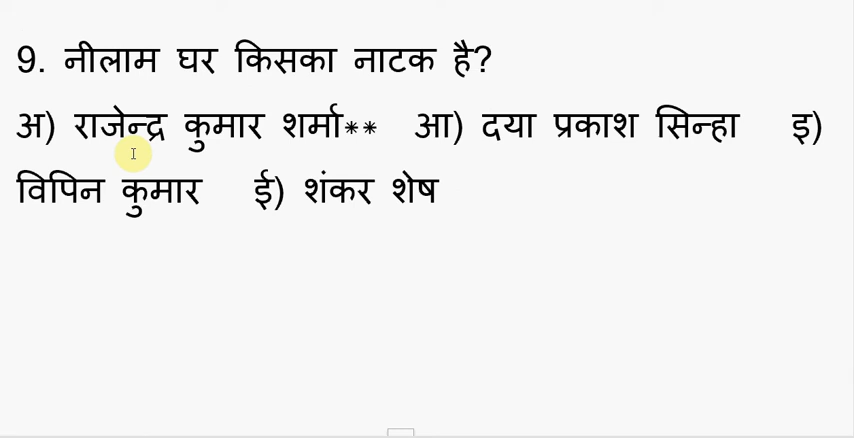 9. नीलाम घर किसका नाटक है?
अ) राजेन्द्र कुमार शर्मा** आ) दया प्रकाश सिन्हा इ)
विपिन कुमार ई) शंकर शेष